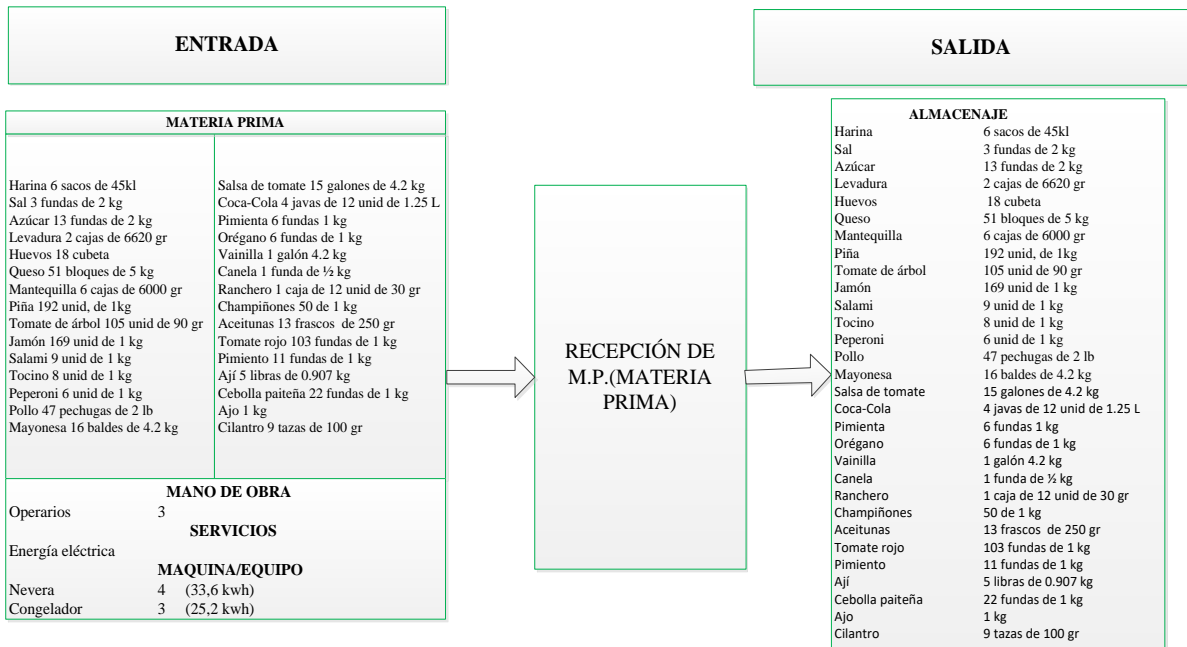 ENTRADA
MATERIA PRIMA
Harina 6 sacos de 45kl
Sal 3 fundas de 2 kg
Azúcar 13 fundas de 2 kg
Levadura 2 cajas de 6620 gr
Huevos 18 cubeta
Queso 51 bloques de 5 kg
Mantequilla 6 cajas de 6000 gr
Piña 192 unid, de 1kg
Tomate de árbol 105 unid de 90 gr
Jamón 169 unid de 1 kg
Salami 9 unid de 1 kg
Tocino 8 unid de 1 kg
Peperoni 6 unid de 1 kg
Pollo 47 pechugas de 2 lb
Mayonesa 16 baldes de 4.2 kg
Salsa de tomate 15 galones de 4.2 kg
Coca-Cola 4 javas de 12 unid de 1.25 L
Pimienta 6 fundas 1 kg
Orégano 6 fundas de 1 kg
Vainilla 1 galón 4.2 kg
Canela 1 funda de ½ kg
Ranchero 1 caja de 12 unid de 30 gr
Champiñones 50 de 1 kg
Aceitunas 13 frascos de 250 gr
Tomate rojo 103 fundas de 1 kg
Pimiento 11 fundas de 1 kg
Ají 5 libras de 0.907 kg
Cebolla paiteña 22 fundas de 1 kg
Ajo 1 kg
Cilantro 9 tazas de 100 gr
MANO DE OBRA
Operarios 3
SERVICIOS
Energía eléctrica
MAQUINA/EQUIPO
Nevera 4 (33,6 kwh)
Congelador 3 (25,2 kwh)
RECEPCIÓN DE
M.P.(MATERIA
PRIMA)
SALIDA
ALMACENAJE
Harina 6 sacos de 45kl
Sal 3 fundas de 2 kg
Azúcar 13 fundas de 2 kg
Levadura 2 cajas de 6620 gr
Huevos 18 cubeta
Queso 51 bloques de 5 kg
Mantequilla 6 cajas de 6000 gr
Piña 192 unid, de 1kg
Tomate de árbol 105 unid de 90 gr
Jamón 169 unid de 1 kg
Salami 9 unid de 1 kg
Tocino 8 unid de 1 kg
Peperoni 6 unid de 1 kg
Pollo 47 pechugas de 2 lb
Mayonesa 16 baldes de 4.2 kg
Salsa de tomate 15 galones de 4.2 kg
Coca-Cola 4 javas de 12 unid de 1.25 L
Pimienta 6 fundas 1 kg
Orégano 6 fundas de 1 kg
Vainilla 1 galón 4.2 kg
Canela 1 funda de ½ kg
Ranchero 1 caja de 12 unid de 30 gr
Champiñones 50 de 1 kg
Aceitunas 13 frascos de 250 gr
Tomate rojo 103 fundas de 1 kg
Pimiento 11 fundas de 1 kg
Ají 5 libras de 0.907 kg
Cebolla paiteña 22 fundas de 1 kg
Ajo 1 kg
Cilantro 9 tazas de 100 gr